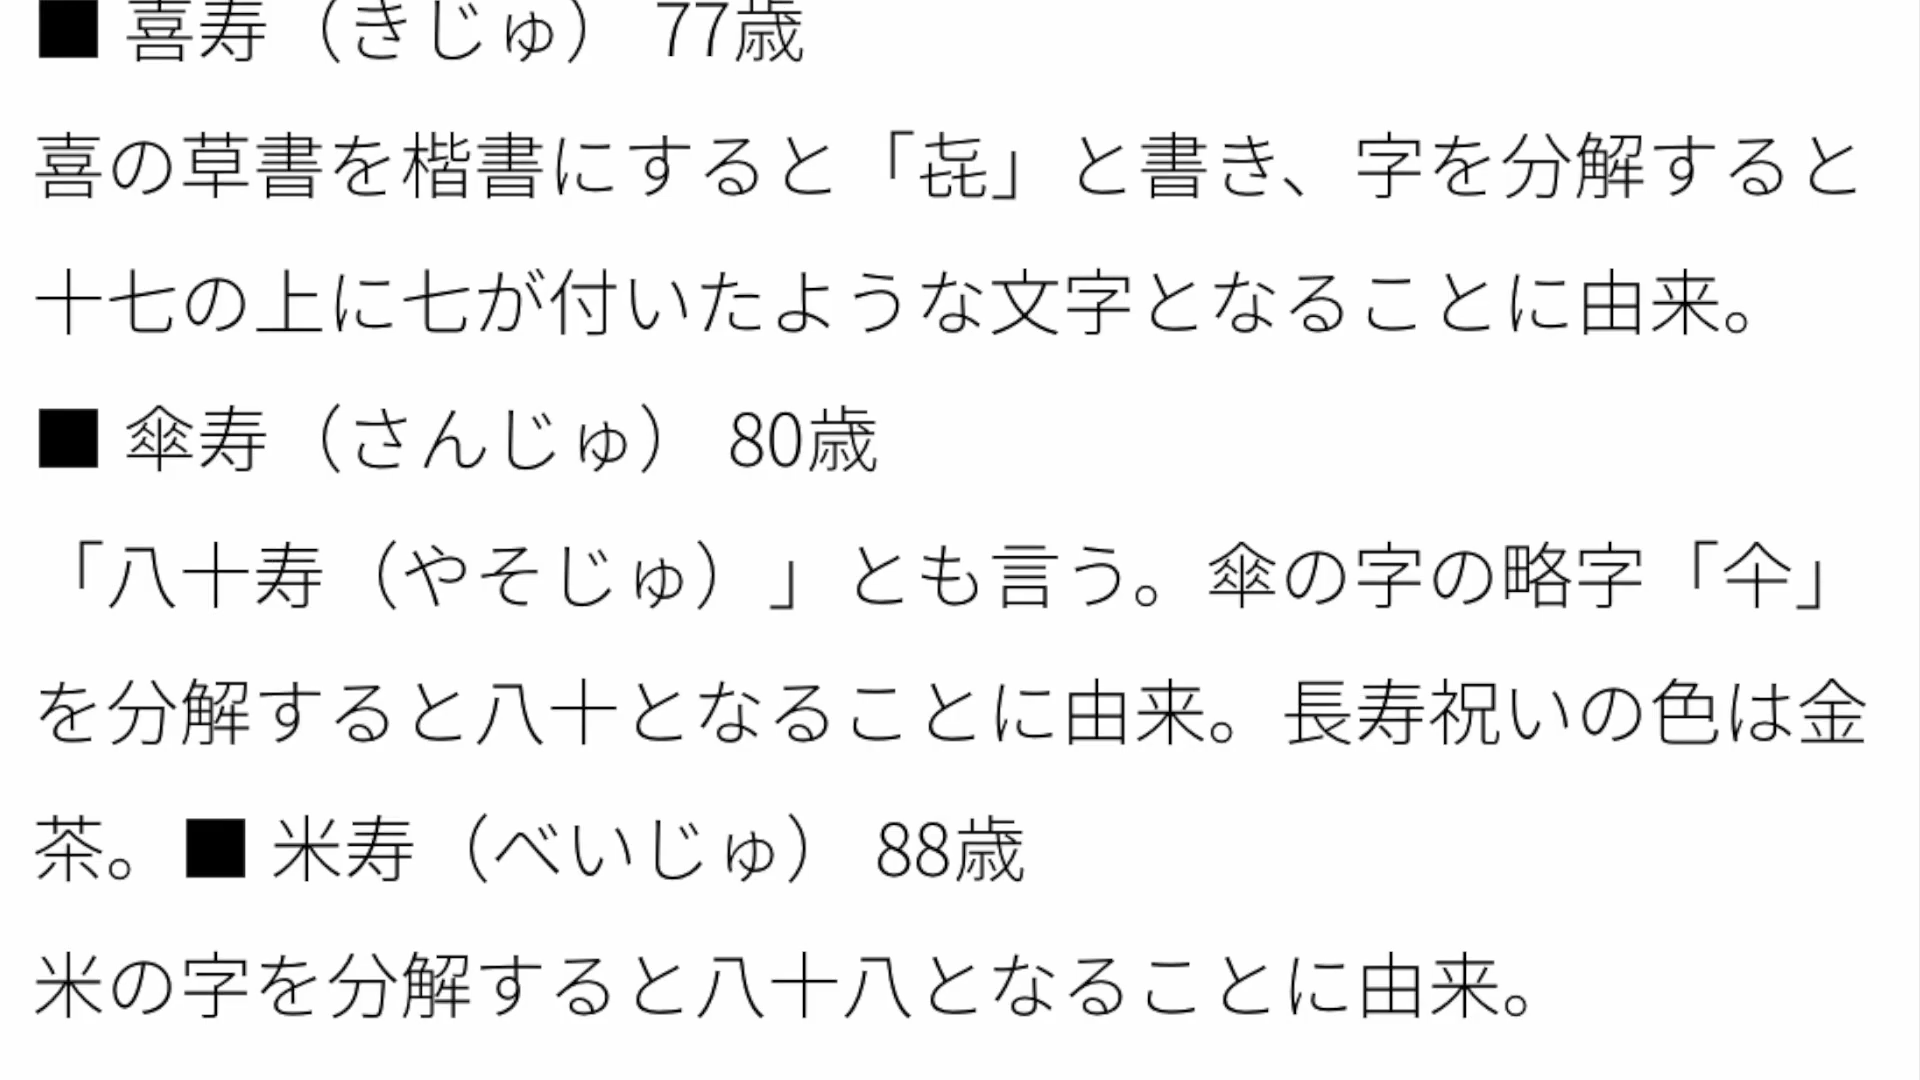 ■ 喜寿（きじゅ） 77歳
喜の草書を楷書にすると「㐂」と書き、字を分解すると
十七の上に七が付いたような文字となることに由来。
■ 傘寿（さんじゅ） 80歳
「八十寿（やそじゅ）」とも言う。傘の字の略字「仐」
を分解すると八十となることに由来。長寿祝いの色は金
茶。■ 米寿（べいじゅ） 88歳
米の字を分解すると八十八となることに由来。